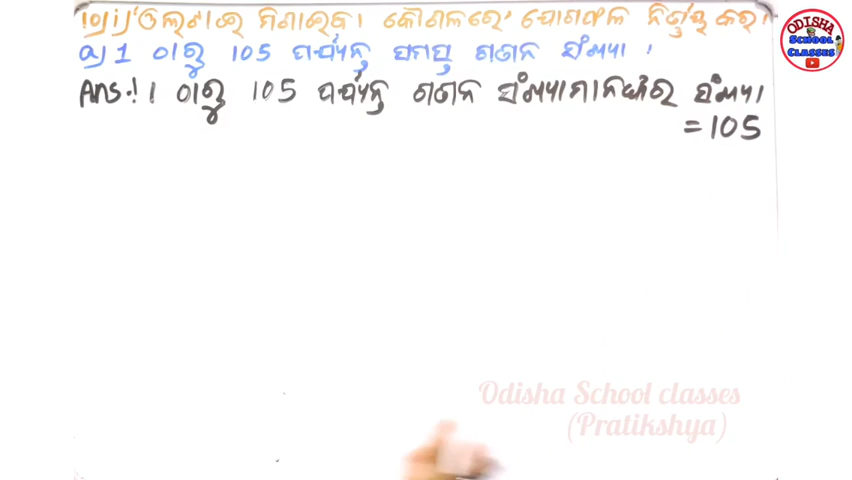 10)i)'ଓଲଟାଇ ମିଶାଇବା କୌଶଳରେ' ଯୋଗଫଳ ନିର୍ଣ୍ଣୟ କର।
a) 1 ଠାରୁ 105 ପର୍ଯ୍ୟନ୍ତ ସମସ୍ତ ଗଣନ ସଂଖ୍ୟା ।
Ans:- 1 ଠାରୁ 105 ପର୍ଯ୍ୟନ୍ତ ଗଣନ ସଂଖ୍ୟାମାନଙ୍କର ସଂଖ୍ୟା
= 105
ODISHA
SCHOOL
CLASSES
Odisha School classes
(Pratikshya)